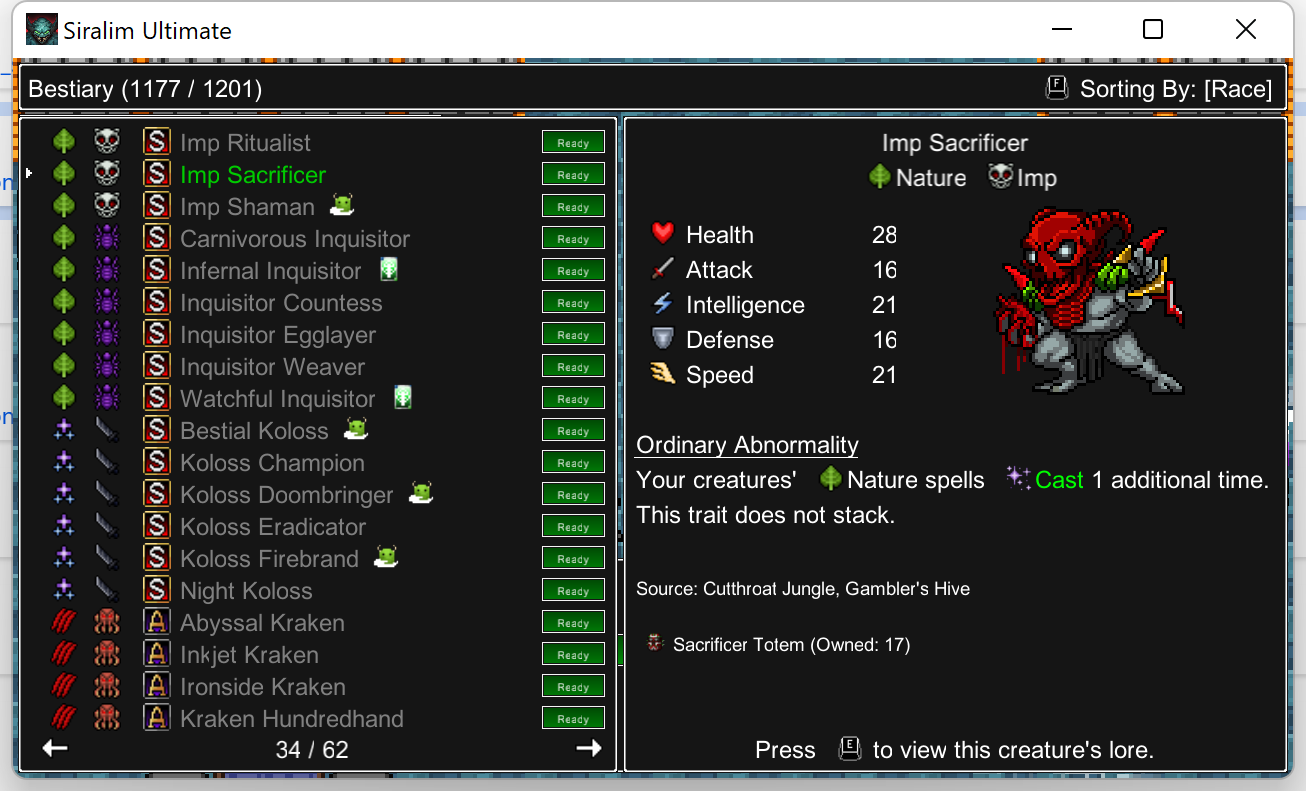 Siralim Ultimate
Bestiary (1177 / 1201)
F Sorting By: [Race]
S Imp Ritualist Ready
S Imp Sacrificer Ready
S Imp Shaman Ready
S Carnivorous Inquisitor Ready
S Infernal Inquisitor Ready
S Inquisitor Countess Ready
S Inquisitor Egglayer Ready
S Inquisitor Weaver Ready
S Watchful Inquisitor Ready
S Bestial Koloss Ready
S Koloss Champion Ready
S Koloss Doombringer Ready
S Koloss Eradicator Ready
S Koloss Firebrand Ready
S Night Koloss Ready
A Abyssal Kraken Ready
A Inkjet Kraken Ready
A Ironside Kraken Ready
A Kraken Hundredhand Ready
34 / 62
Imp Sacrificer
Nature Imp
Health 28
Attack 16
Intelligence 21
Defense 16
Speed 21
Ordinary Abnormality
Your creatures' Nature spells Cast 1 additional time.
This trait does not stack.
Source: Cutthroat Jungle, Gambler's Hive
Sacrificer Totem (Owned: 17)
Press E to view this creature's lore.